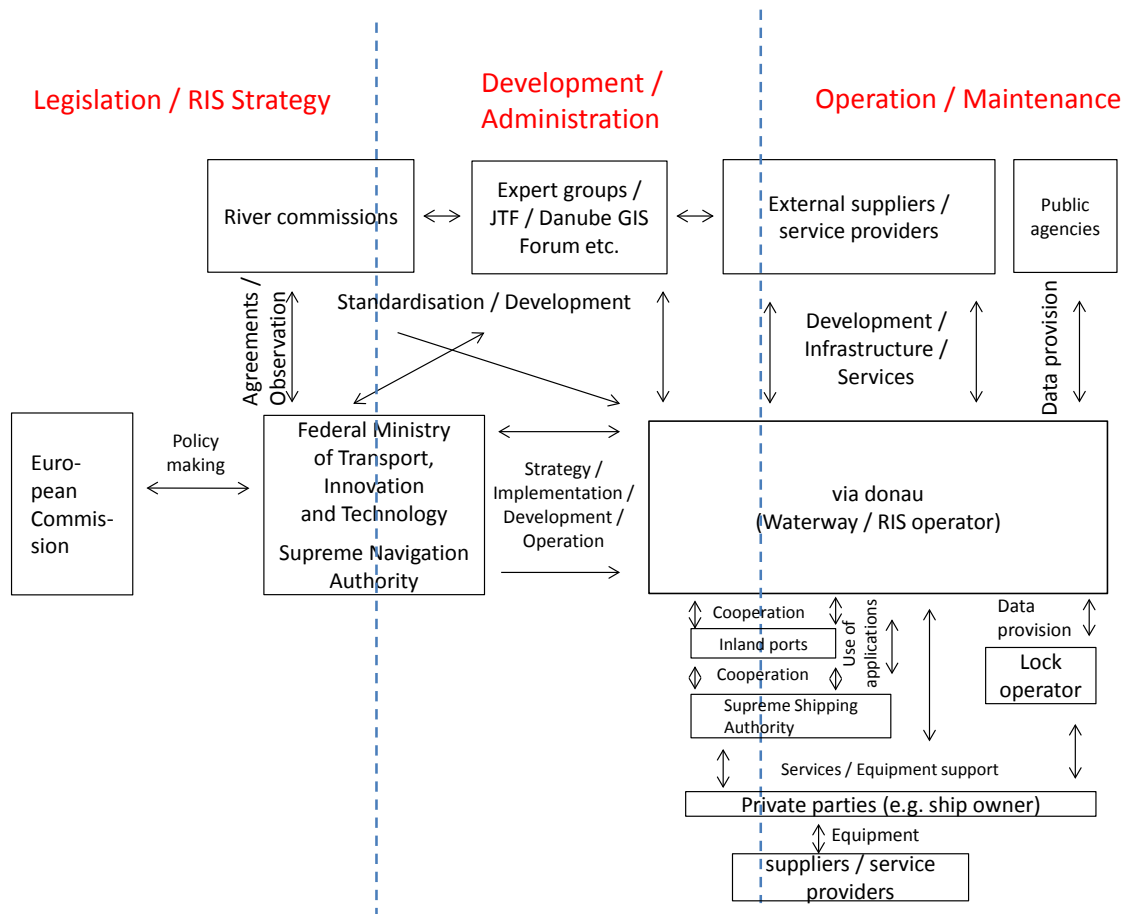 Legislation / RIS Strategy
Development /
Administration
Operation / Maintenance
River commissions
Expert groups /
JTF / Danube GIS
Forum etc.
External suppliers /
service providers
Public
agencies
Agreements /
Observation
Standardisation / Development
Development /
Infrastructure /
Services
Data provision
Euro-
pean
Commis-
sion
Policy
making
Federal Ministry
of Transport,
Innovation
and Technology
Supreme Navigation
Authority
Strategy /
Implementation /
Development /
Operation
via donau
(Waterway / RIS operator)
Cooperation
Inland ports
Cooperation
Use of
applications
Data
provision
Lock
operator
Supreme Shipping
Authority
Services / Equipment support
Private parties (e.g. ship owner)
Equipment
suppliers / service
providers